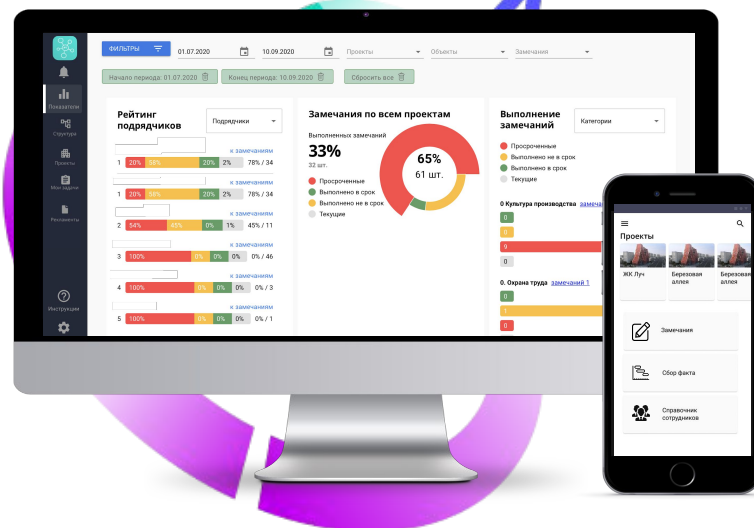 ФИЛЬТРЫ
01.07.2020
10.09.2020
Проекты
Объекты
Замечания
Начало периода: 01.07.2020
Конец периода: 10.09.2020
Сбросить все
Показатели
Структура
Проекты
Мои задачи
Регламенты
Инструкции
Рейтинг
подрядчиков
Подрядчики
к замечаниям
1 20% 58% 20% 2% 78% / 34
к замечаниям
1 20% 58% 20% 2% 78% / 34
к замечаниям
2 54% 45% 0% 1% 45% / 11
к замечаниям
3 100% 0% 0% 0% 0% / 46
к замечаниям
4 100% 0% 0% 0% 0% / 3
к замечаниям
5 100% 0% 0% 0% 0% / 1
Замечания по всем проектам
Выполненных замечаний
33%
32 шт.
Просроченные
Выполнено в срок
Выполнено не в срок
Текущие
65%
61 шт.
Выполнение
замечаний
Категории
Просроченные
Выполнено не в срок
Выполнено в срок
Текущие
0 Культура производства
0
0
9
0
0. Охрана труда замечаний 1
0
1
0
Проекты
ЖК Луч
Березовая
аллея
Березовая
аллея
Замечания
Сбор факта
Справочник
сотрудников